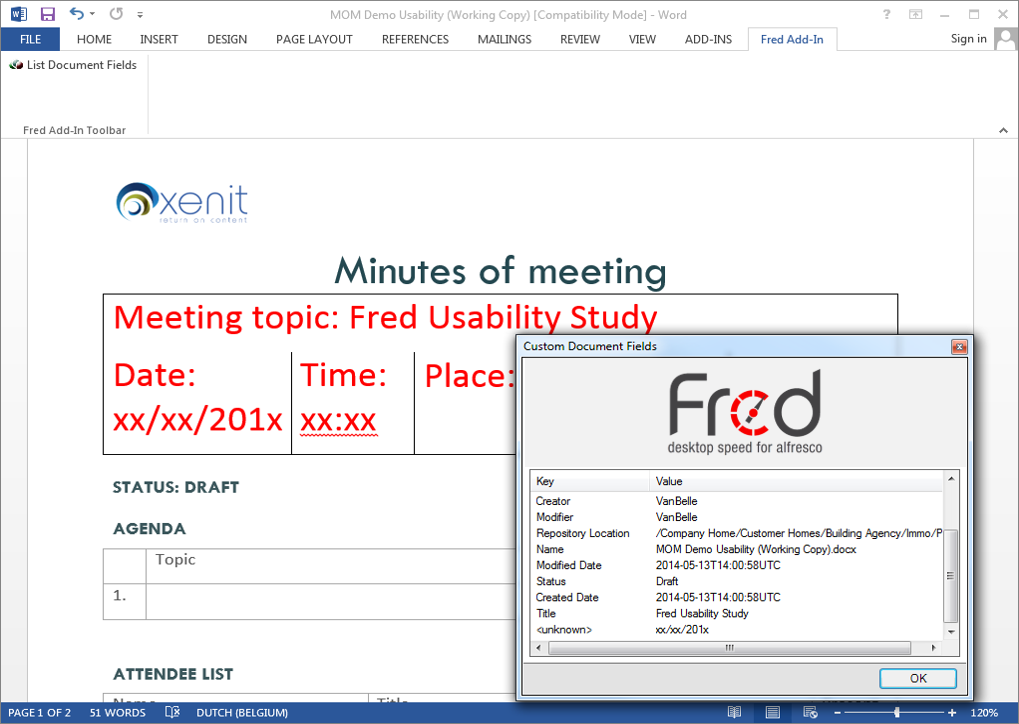 MOM Demo Usability (Working Copy) [Compatibility Mode] - Word
FILE HOME INSERT DESIGN PAGE LAYOUT REFERENCES MAILINGS REVIEW VIEW ADD-INS Fred Add-In Sign in
List Document Fields
Fred Add-In Toolbar
xenit
return on content
Minutes of meeting
Meeting topic: Fred Usability Study
Date: Time: Place:
xx/xx/201x xx:xx
STATUS: DRAFT
AGENDA
Topic
1.
ATTENDEE LIST
Name Title
Custom Document Fields
Fred
desktop speed for alfresco
Key Value
Creator VanBelle
Modifier VanBelle
Repository Location /Company Home/Customer Homes/Building Agency/Immo/P
Name MOM Demo Usability (Working Copy).docx
Modified Date 2014-05-13T14:00:58UTC
Status Draft
Created Date 2014-05-13T14:00:58UTC
Title Fred Usability Study
<unknown> xx/xx/201x
OK
PAGE 1 OF 2 51 WORDS DUTCH (BELGIUM) 120%